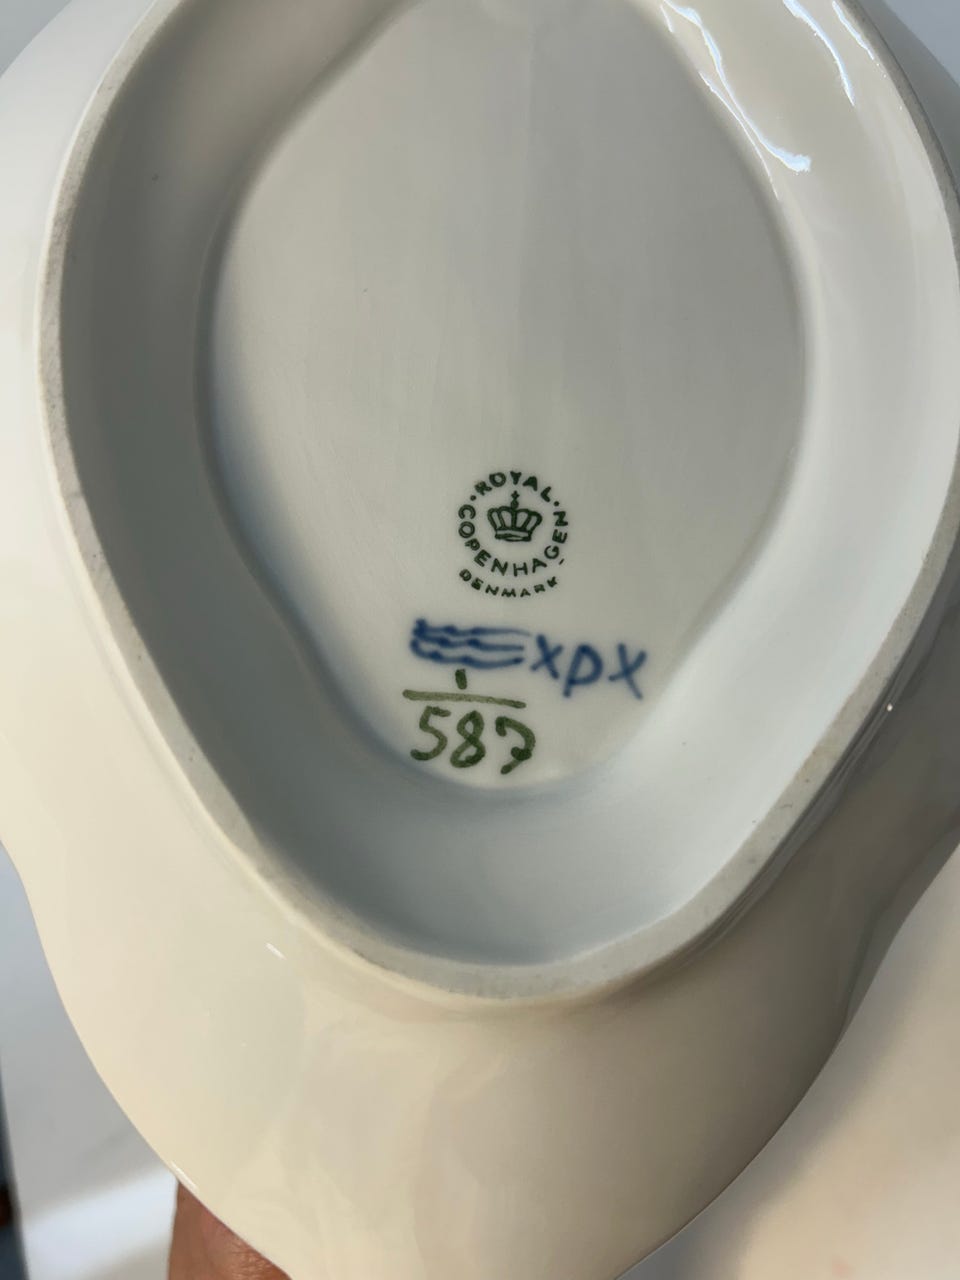 ROYAL COPENHAGEN
DENMARK
xpx
1
587